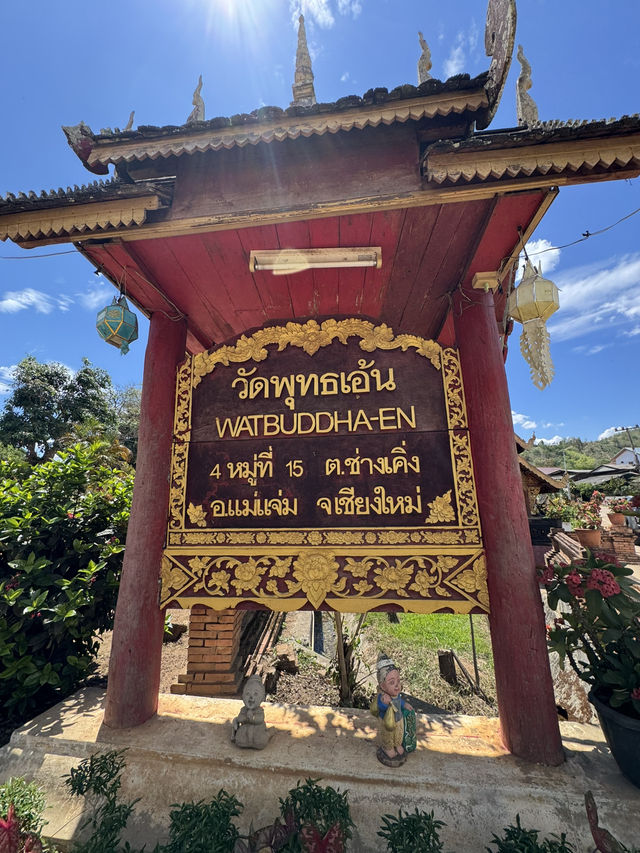 วัดพุทธเอ้น
WATBUDDHA-EN
4 หมู่ที่ 15 ต.ช่างเคิ่ง
อ.แม่แจ่ม จ.เชียงใหม่